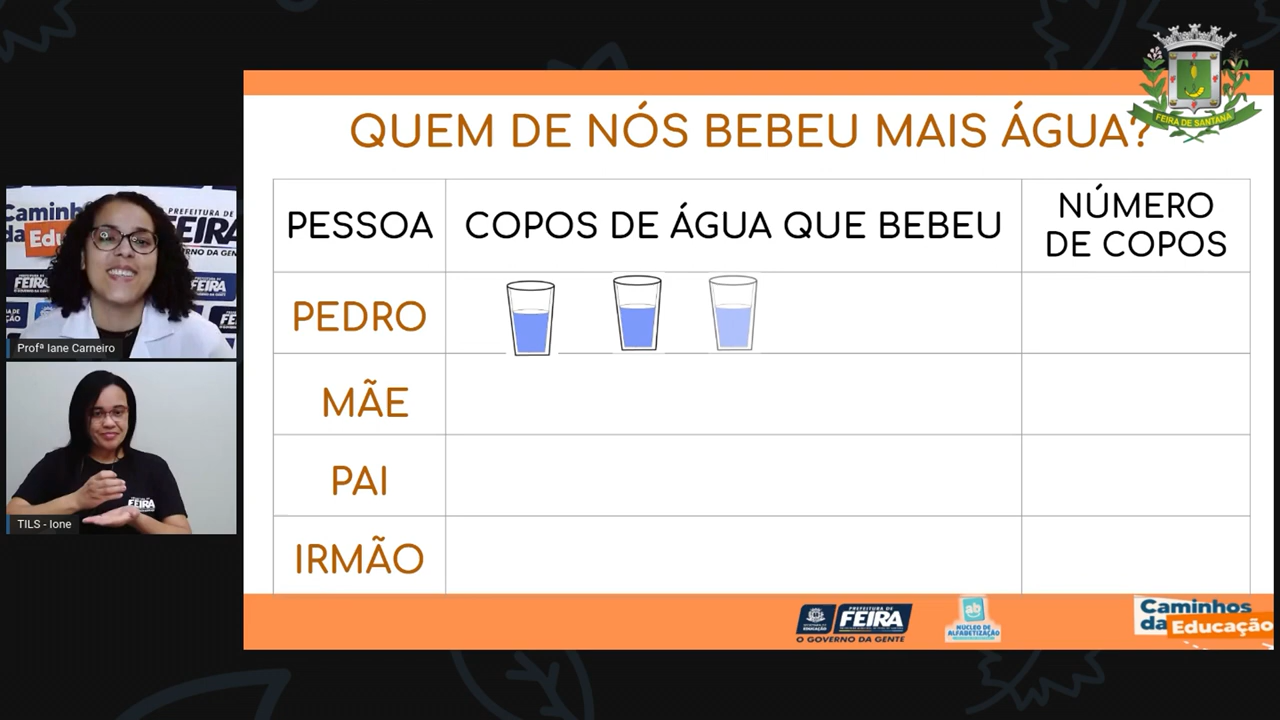 FEIRA DE SANTANA
QUEM DE NÓS BEBEU MAIS ÁGUA?
PESSOA
COPOS DE ÁGUA QUE BEBEU
NÚMERO
DE COPOS
PEDRO
MÃE
PAI
IRMÃO
Profª Iane Carneiro
FEIRA
TILS - Ione
PREFEITURA DE
FEIRA
O GOVERNO DA GENTE
NÚCLEO DE
ALFABETIZAÇÃO
Caminhos
da Educação